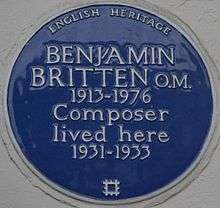 ENGLISH HERITAGE
BENJAMIN
BRITTEN O.M.
1913-1976
Composer
lived here
1931-1933